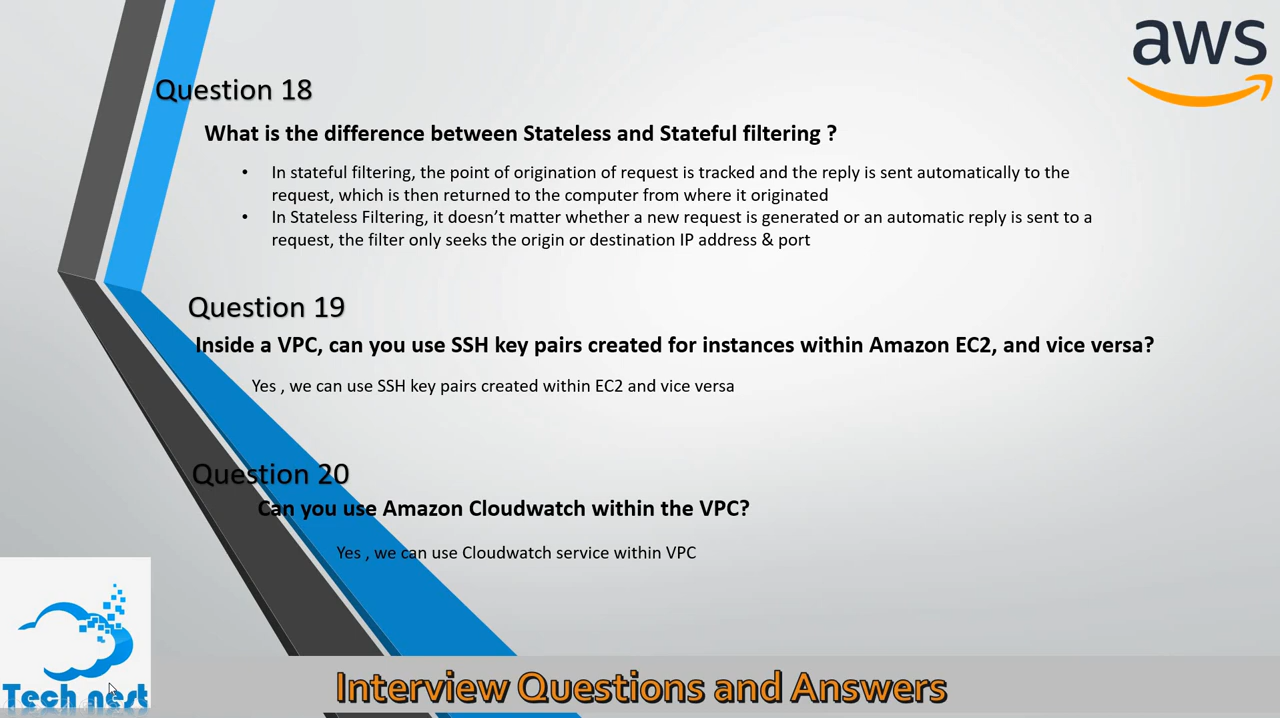 aws
Question 18
What is the difference between Stateless and Stateful filtering ?
• In stateful filtering, the point of origination of request is tracked and the reply is sent automatically to the
request, which is then returned to the computer from where it originated
• In Stateless Filtering, it doesn’t matter whether a new request is generated or an automatic reply is sent to a
request, the filter only seeks the origin or destination IP address & port
Question 19
Inside a VPC, can you use SSH key pairs created for instances within Amazon EC2, and vice versa?
Yes , we can use SSH key pairs created within EC2 and vice versa
Question 20
Can you use Amazon Cloudwatch within the VPC?
Yes , we can use Cloudwatch service within VPC
Tech nest
Interview Questions and Answers